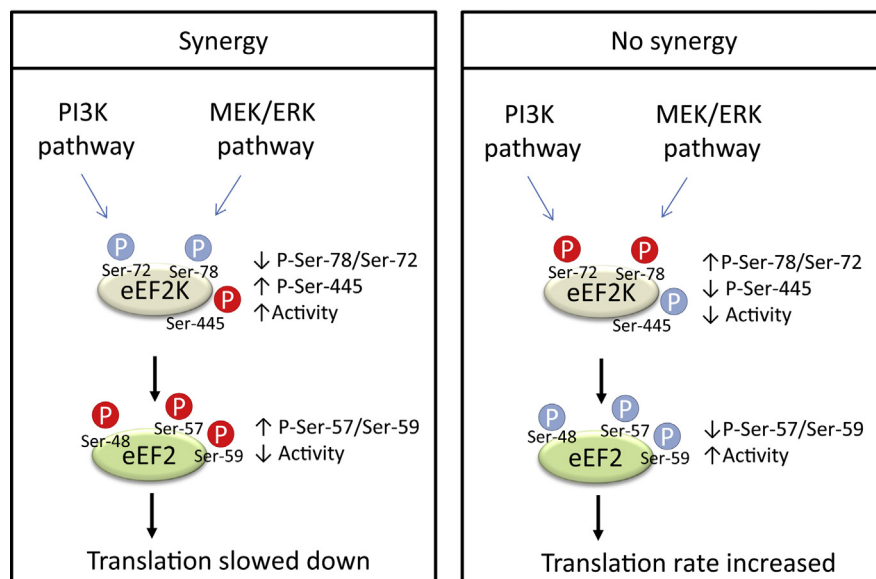 Synergy
PI3K
pathway
MEK/ERK
pathway
P
P
Ser-72
Ser-78
eEF2K
P
Ser-445
↓ P-Ser-78/Ser-72
↑ P-Ser-445
↑Activity
P
P
P
Ser-48
Ser-57
Ser-59
eEF2
↑ P-Ser-57/Ser-59
↓ Activity
Translation slowed down
No synergy
PI3K
pathway
MEK/ERK
pathway
P
P
Ser-72
Ser-78
eEF2K
P
Ser-445
↑P-Ser-78/Ser-72
↓ P-Ser-445
↓ Activity
P
P
P
Ser-48
Ser-57
Ser-59
eEF2
↓P-Ser-57/Ser-59
↑Activity
Translation rate increased